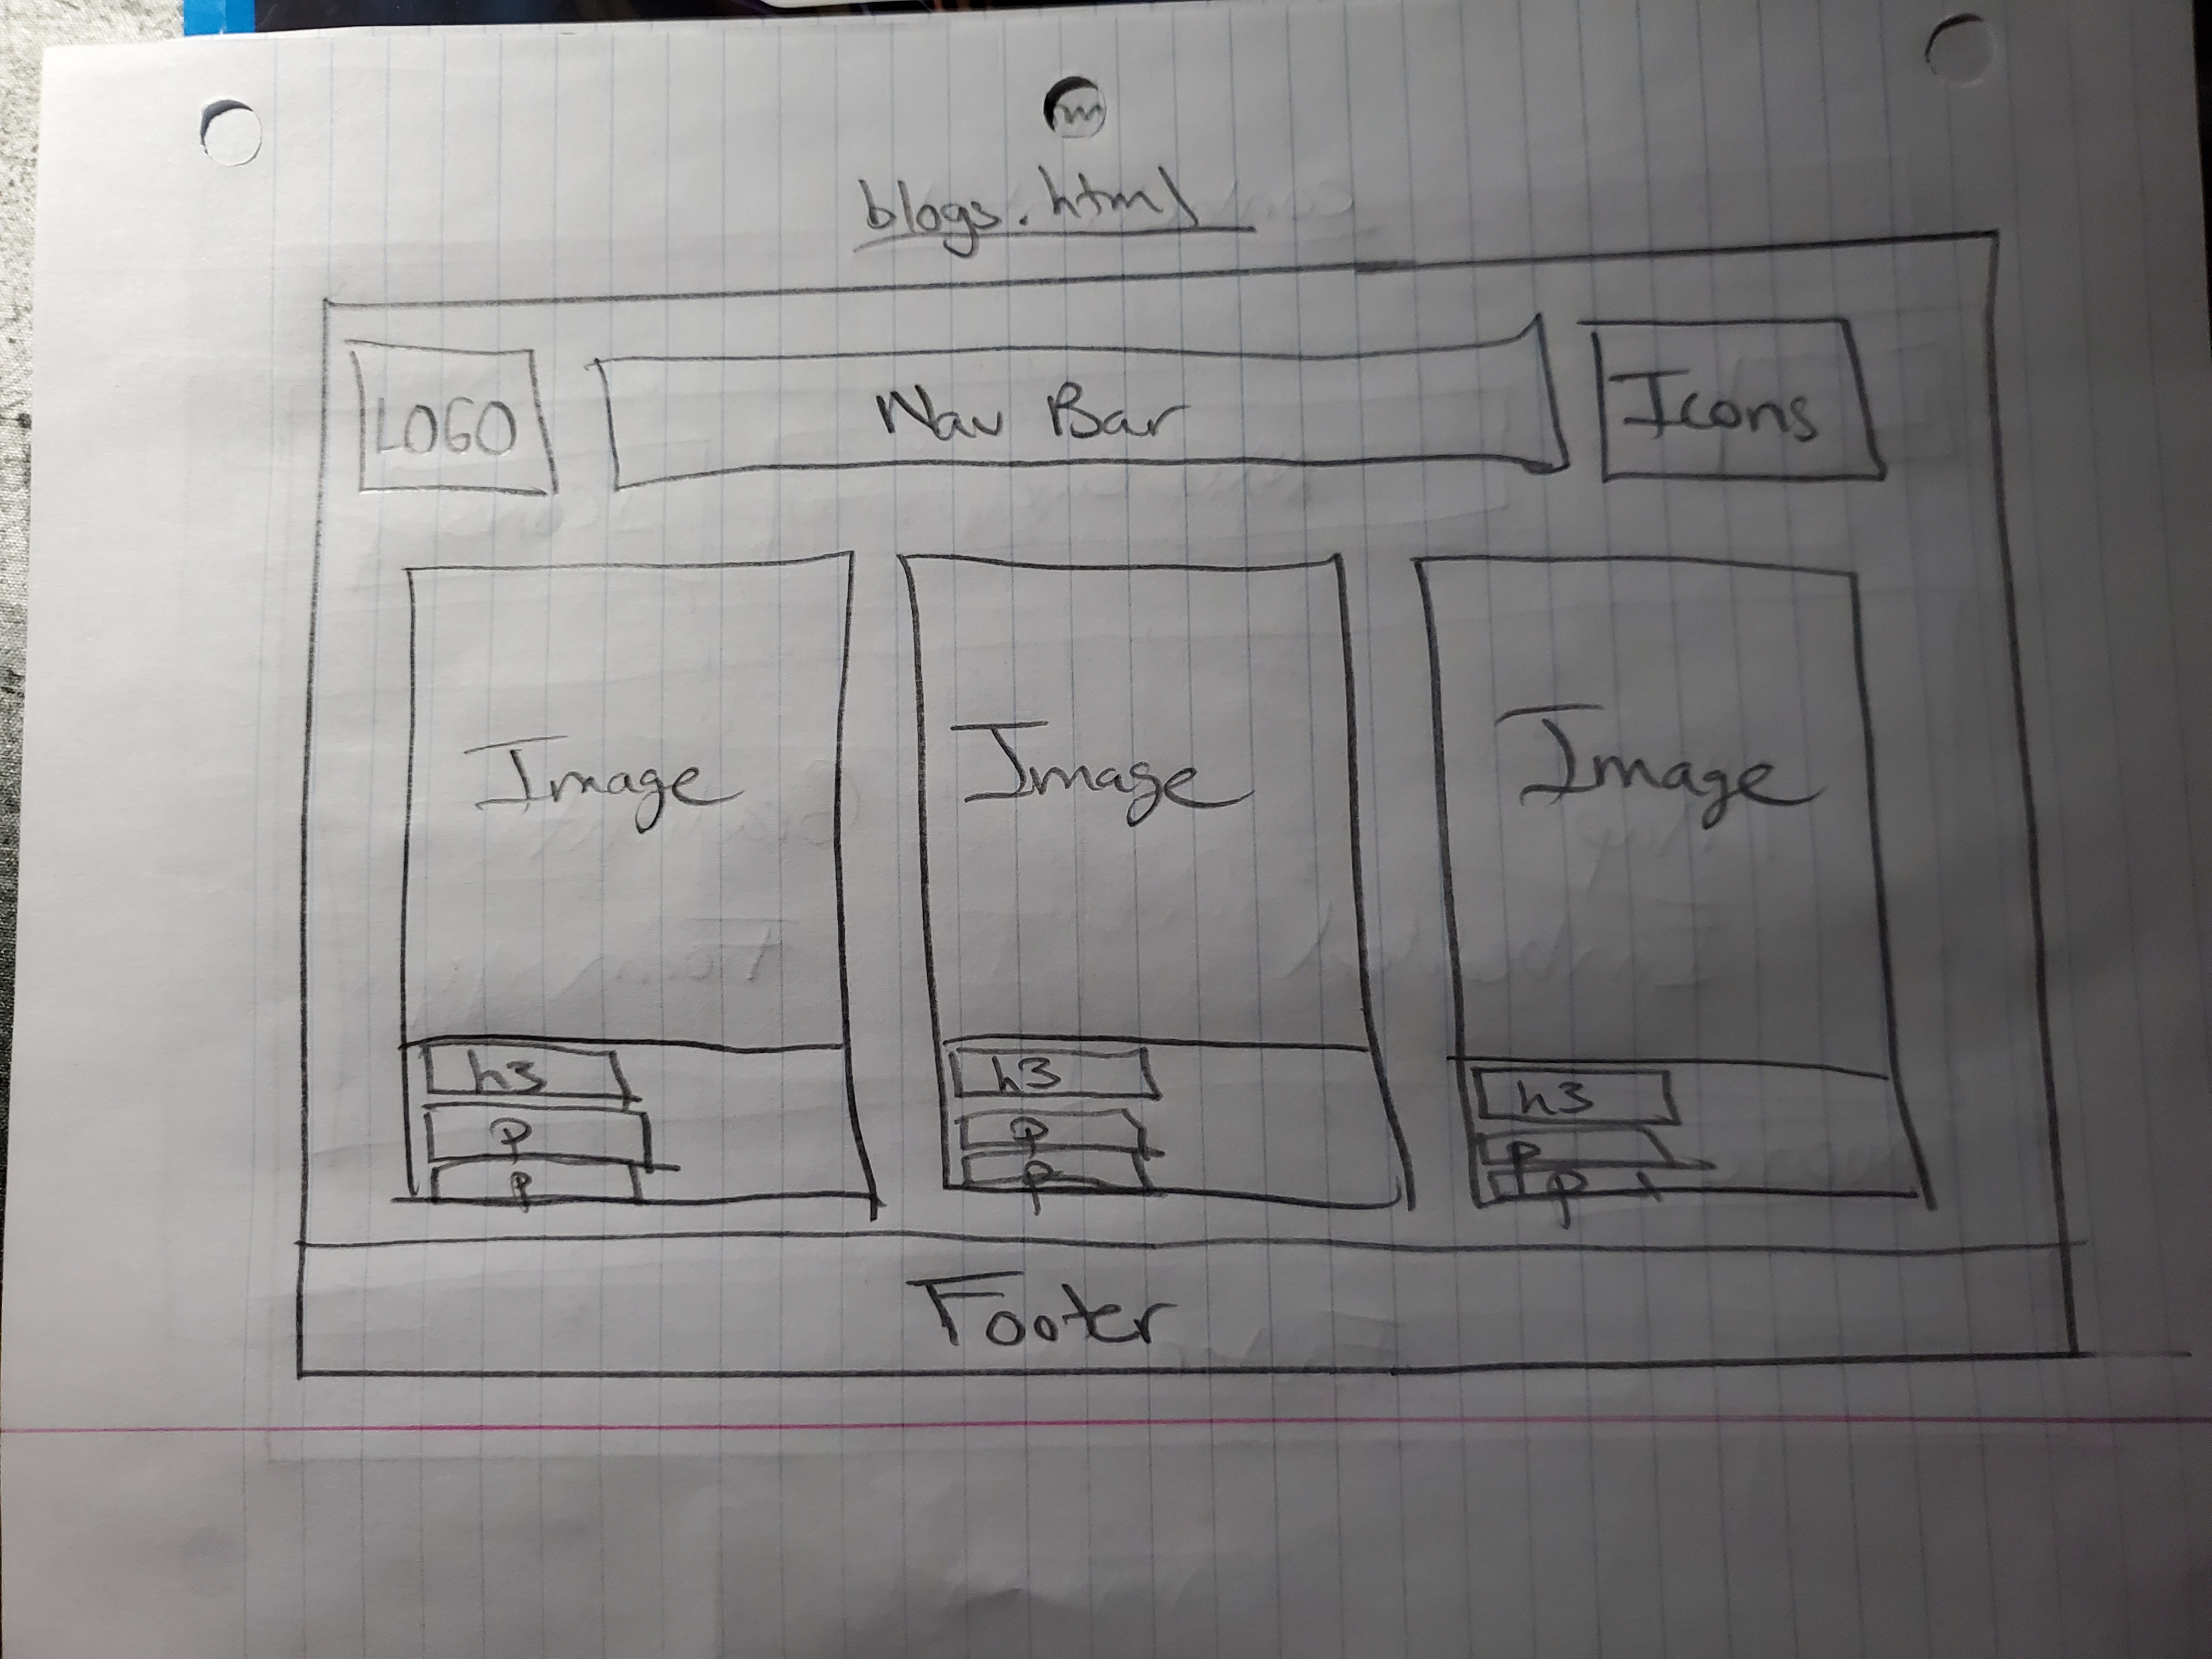 blogs.html
LOGO Nav Bar Icons
Image Image Image
h3 h3 h3
P P P
P P P
Footer